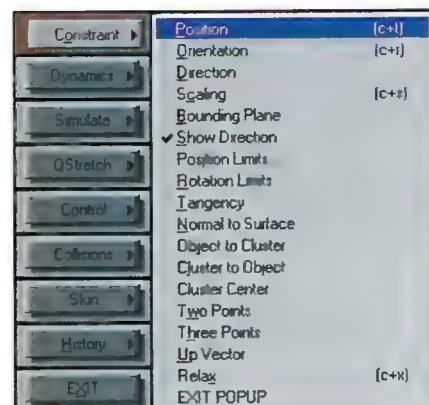 Constraint
Dynamics
Simulate
QStretch
Control
Collisions
Skin
History
EXIT
Position (c+t)
Orientation (c+r)
Direction
Scaling (c+s)
Bounding Plane
Show Direction
Position Limits
Rotation Limits
Tangency
Normal to Surface
Object to Cluster
Cluster to Object
Cluster Center
Two Points
Three Points
Up Vector
Relax (c+x)
EXIT POPUP